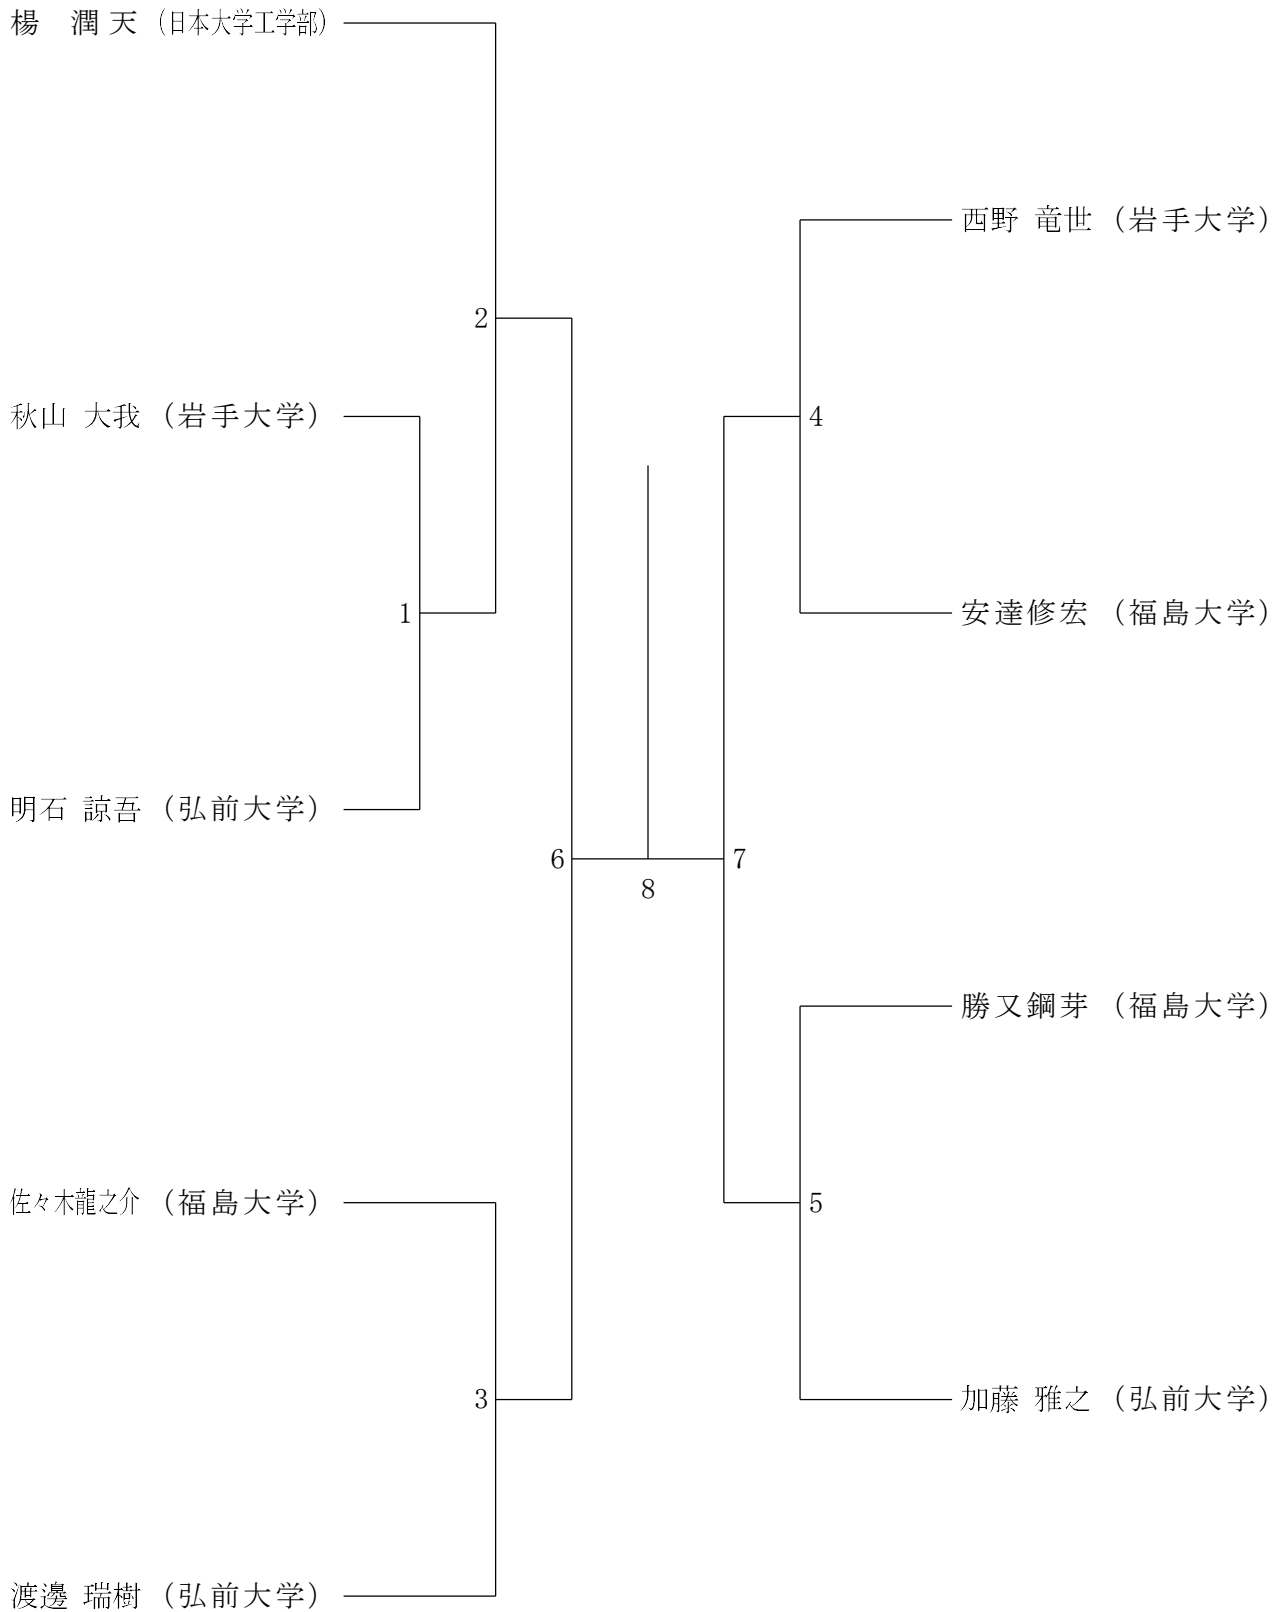 楊 潤天 (日本大学工学部)
2
秋山 大我 (岩手大学)
1
明石 諒吾 (弘前大学)
6
8
佐々木龍之介 (福島大学)
3
渡邊 瑞樹 (弘前大学)
西野 竜世 (岩手大学)
4
安達修宏 (福島大学)
7
勝又鋼芽 (福島大学)
5
加藤 雅之 (弘前大学)